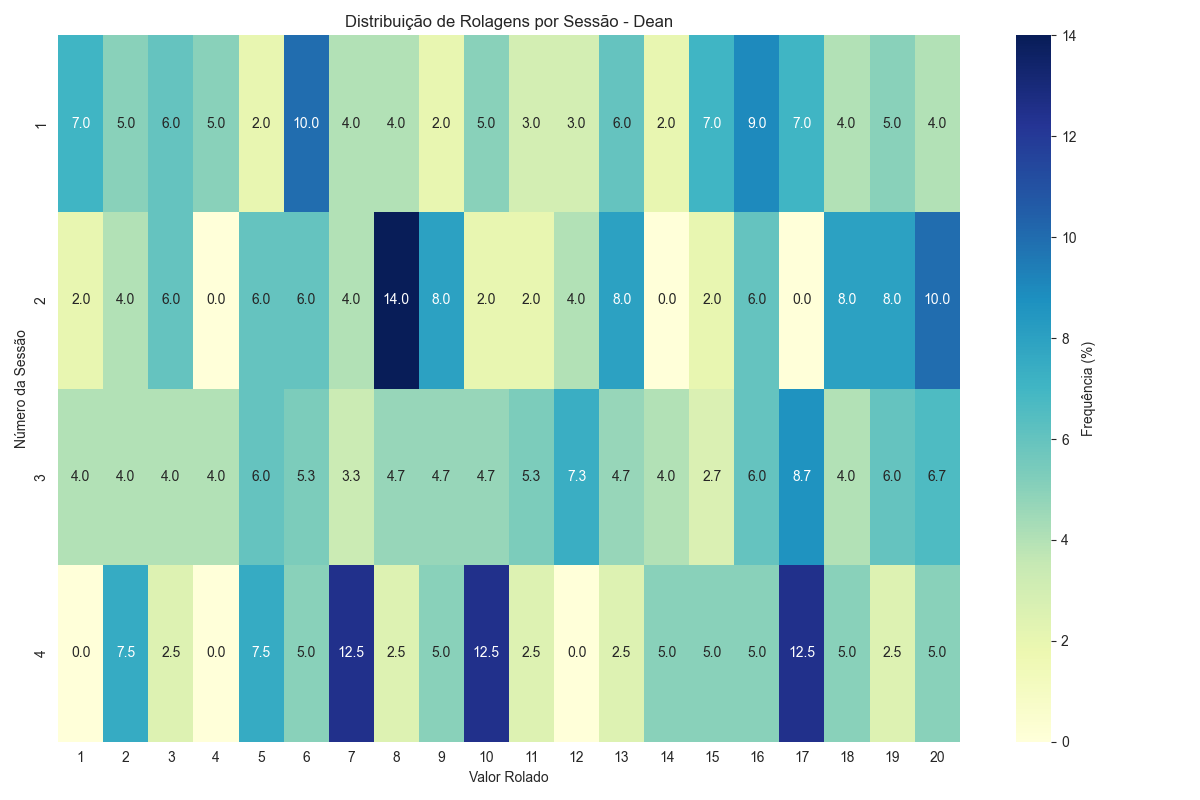 Distribuição de Rolagens por Sessão - Dean
Número da Sessão
1 7.0 5.0 6.0 5.0 2.0 10.0 4.0 4.0 2.0 5.0 3.0 3.0 6.0 2.0 7.0 9.0 7.0 4.0 5.0 4.0
2 2.0 4.0 6.0 0.0 6.0 6.0 4.0 14.0 8.0 2.0 2.0 4.0 8.0 0.0 2.0 6.0 0.0 8.0 8.0 10.0
3 4.0 4.0 4.0 4.0 6.0 5.3 3.3 4.7 4.7 4.7 5.3 7.3 4.7 4.0 2.7 6.0 8.7 4.0 6.0 6.7
4 0.0 7.5 2.5 0.0 7.5 5.0 12.5 2.5 5.0 12.5 2.5 0.0 2.5 5.0 5.0 5.0 12.5 5.0 2.5 5.0
1 2 3 4 5 6 7 8 9 10 11 12 13 14 15 16 17 18 19 20
Valor Rolado
14
12
10
8
6
4
2
0
Frequência (%)